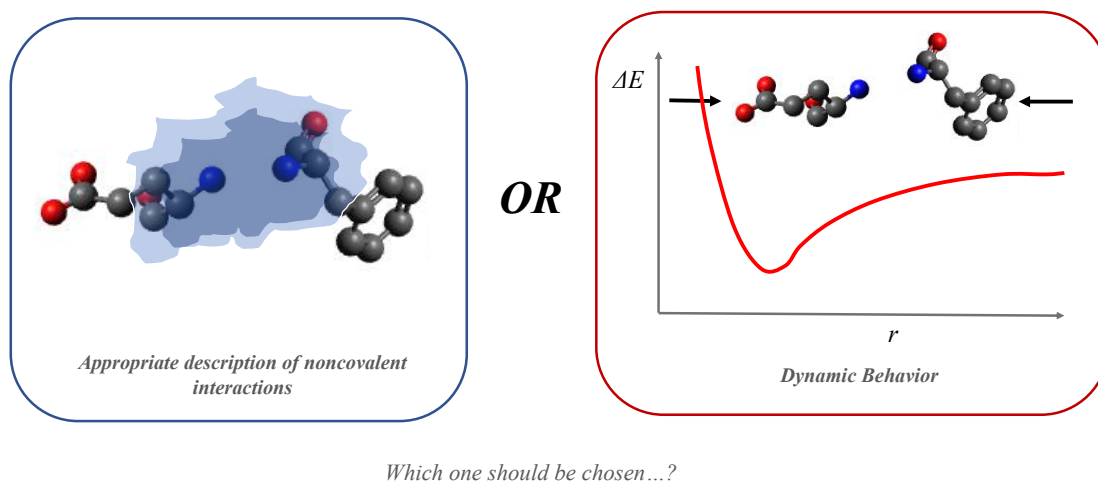 Appropriate description of noncovalent
interactions
OR
ΔE
r
Dynamic Behavior
Which one should be chosen…?